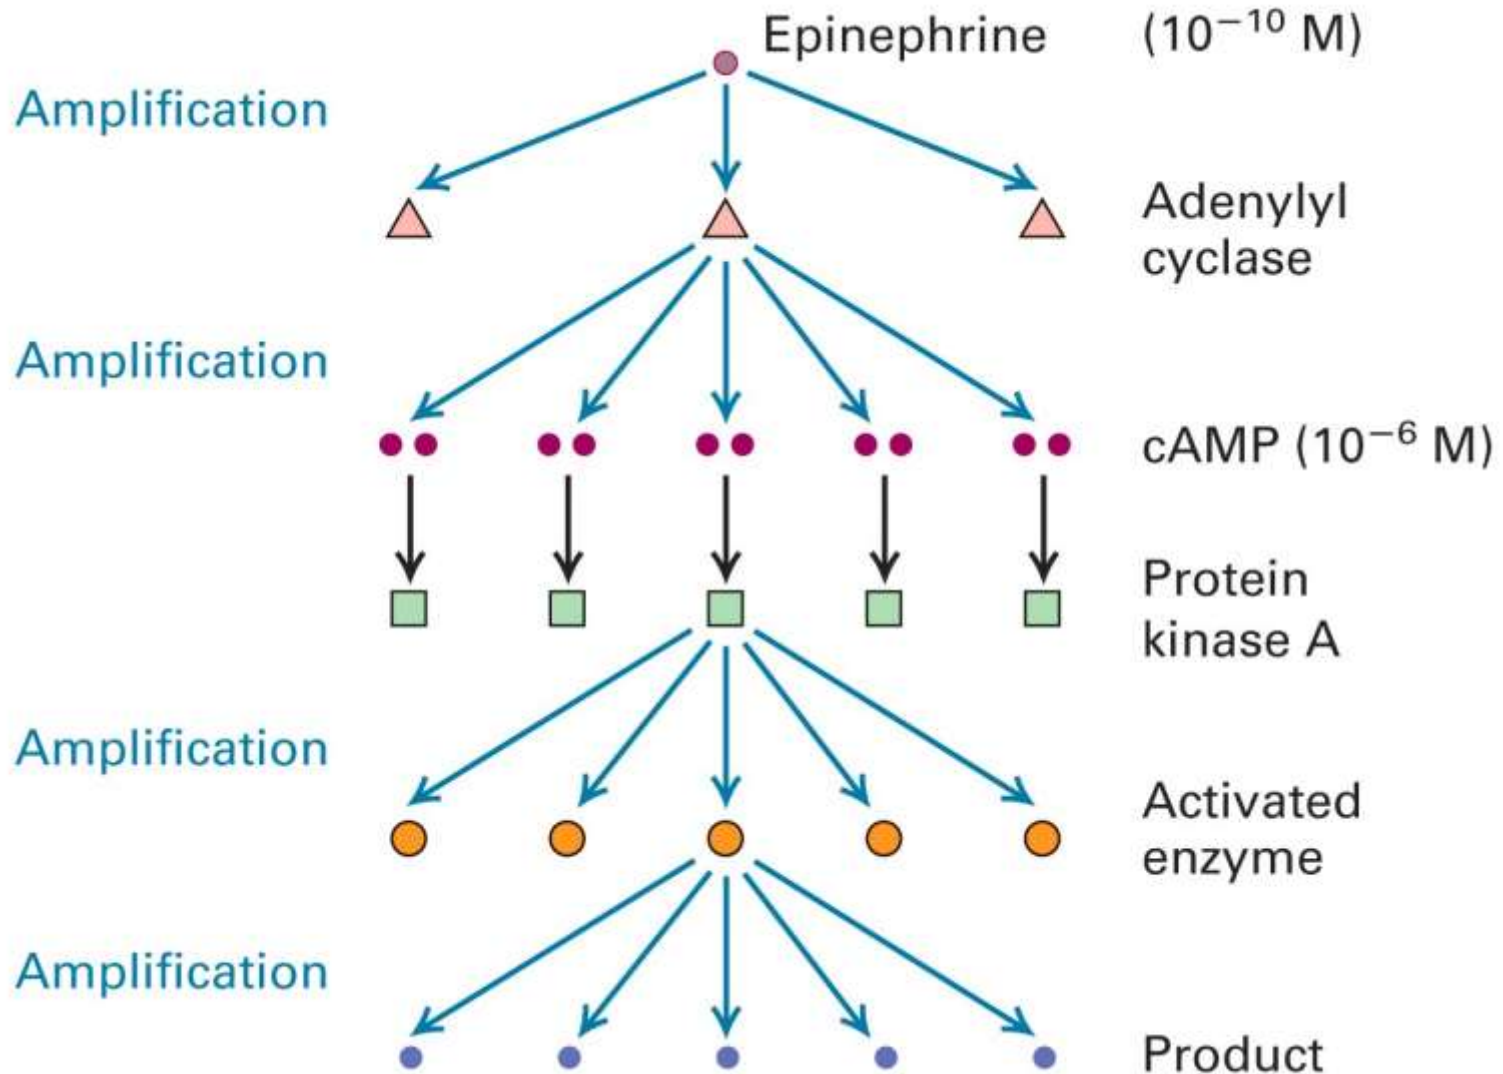 Epinephrine (10⁻¹⁰ M)
Amplification
Adenylyl
cyclase
Amplification
cAMP (10⁻⁶ M)
Protein
kinase A
Amplification
Activated
enzyme
Amplification
Product